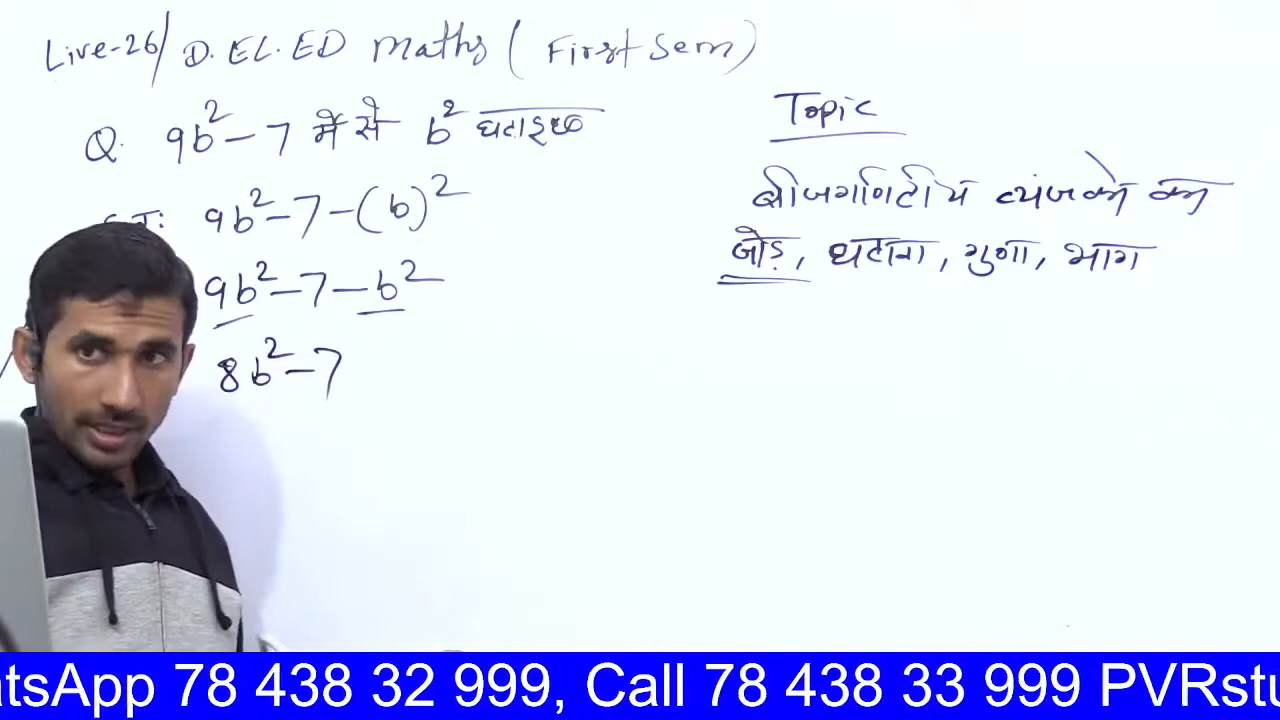 Live-26/ D.EL.ED Maths ( First Sem)
Q. 9b² - 7 में से b² घटाइए
9b² - 7 - (b)²
9b² - 7 - b²
8b² - 7
Topic
बीजगणितीय व्यंजको का
जोड़, घटाना, गुणा, भाग
atsApp 78 438 32 999, Call 78 438 33 999 PVRstu